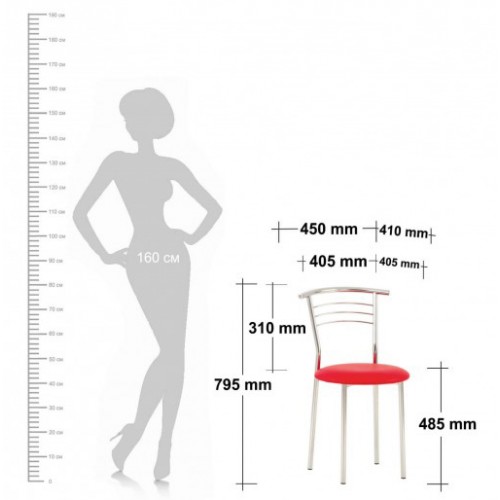 190 см
180 см
170 см
160 см
150 см
140 см
130 см
120 см
110 см
100 см
90 см
80 см
70 см
60 см
50 см
40 см
30 см
20 см
10 см
0
160 см
450 mm
410 mm
405 mm
405 mm
310 mm
795 mm
485 mm